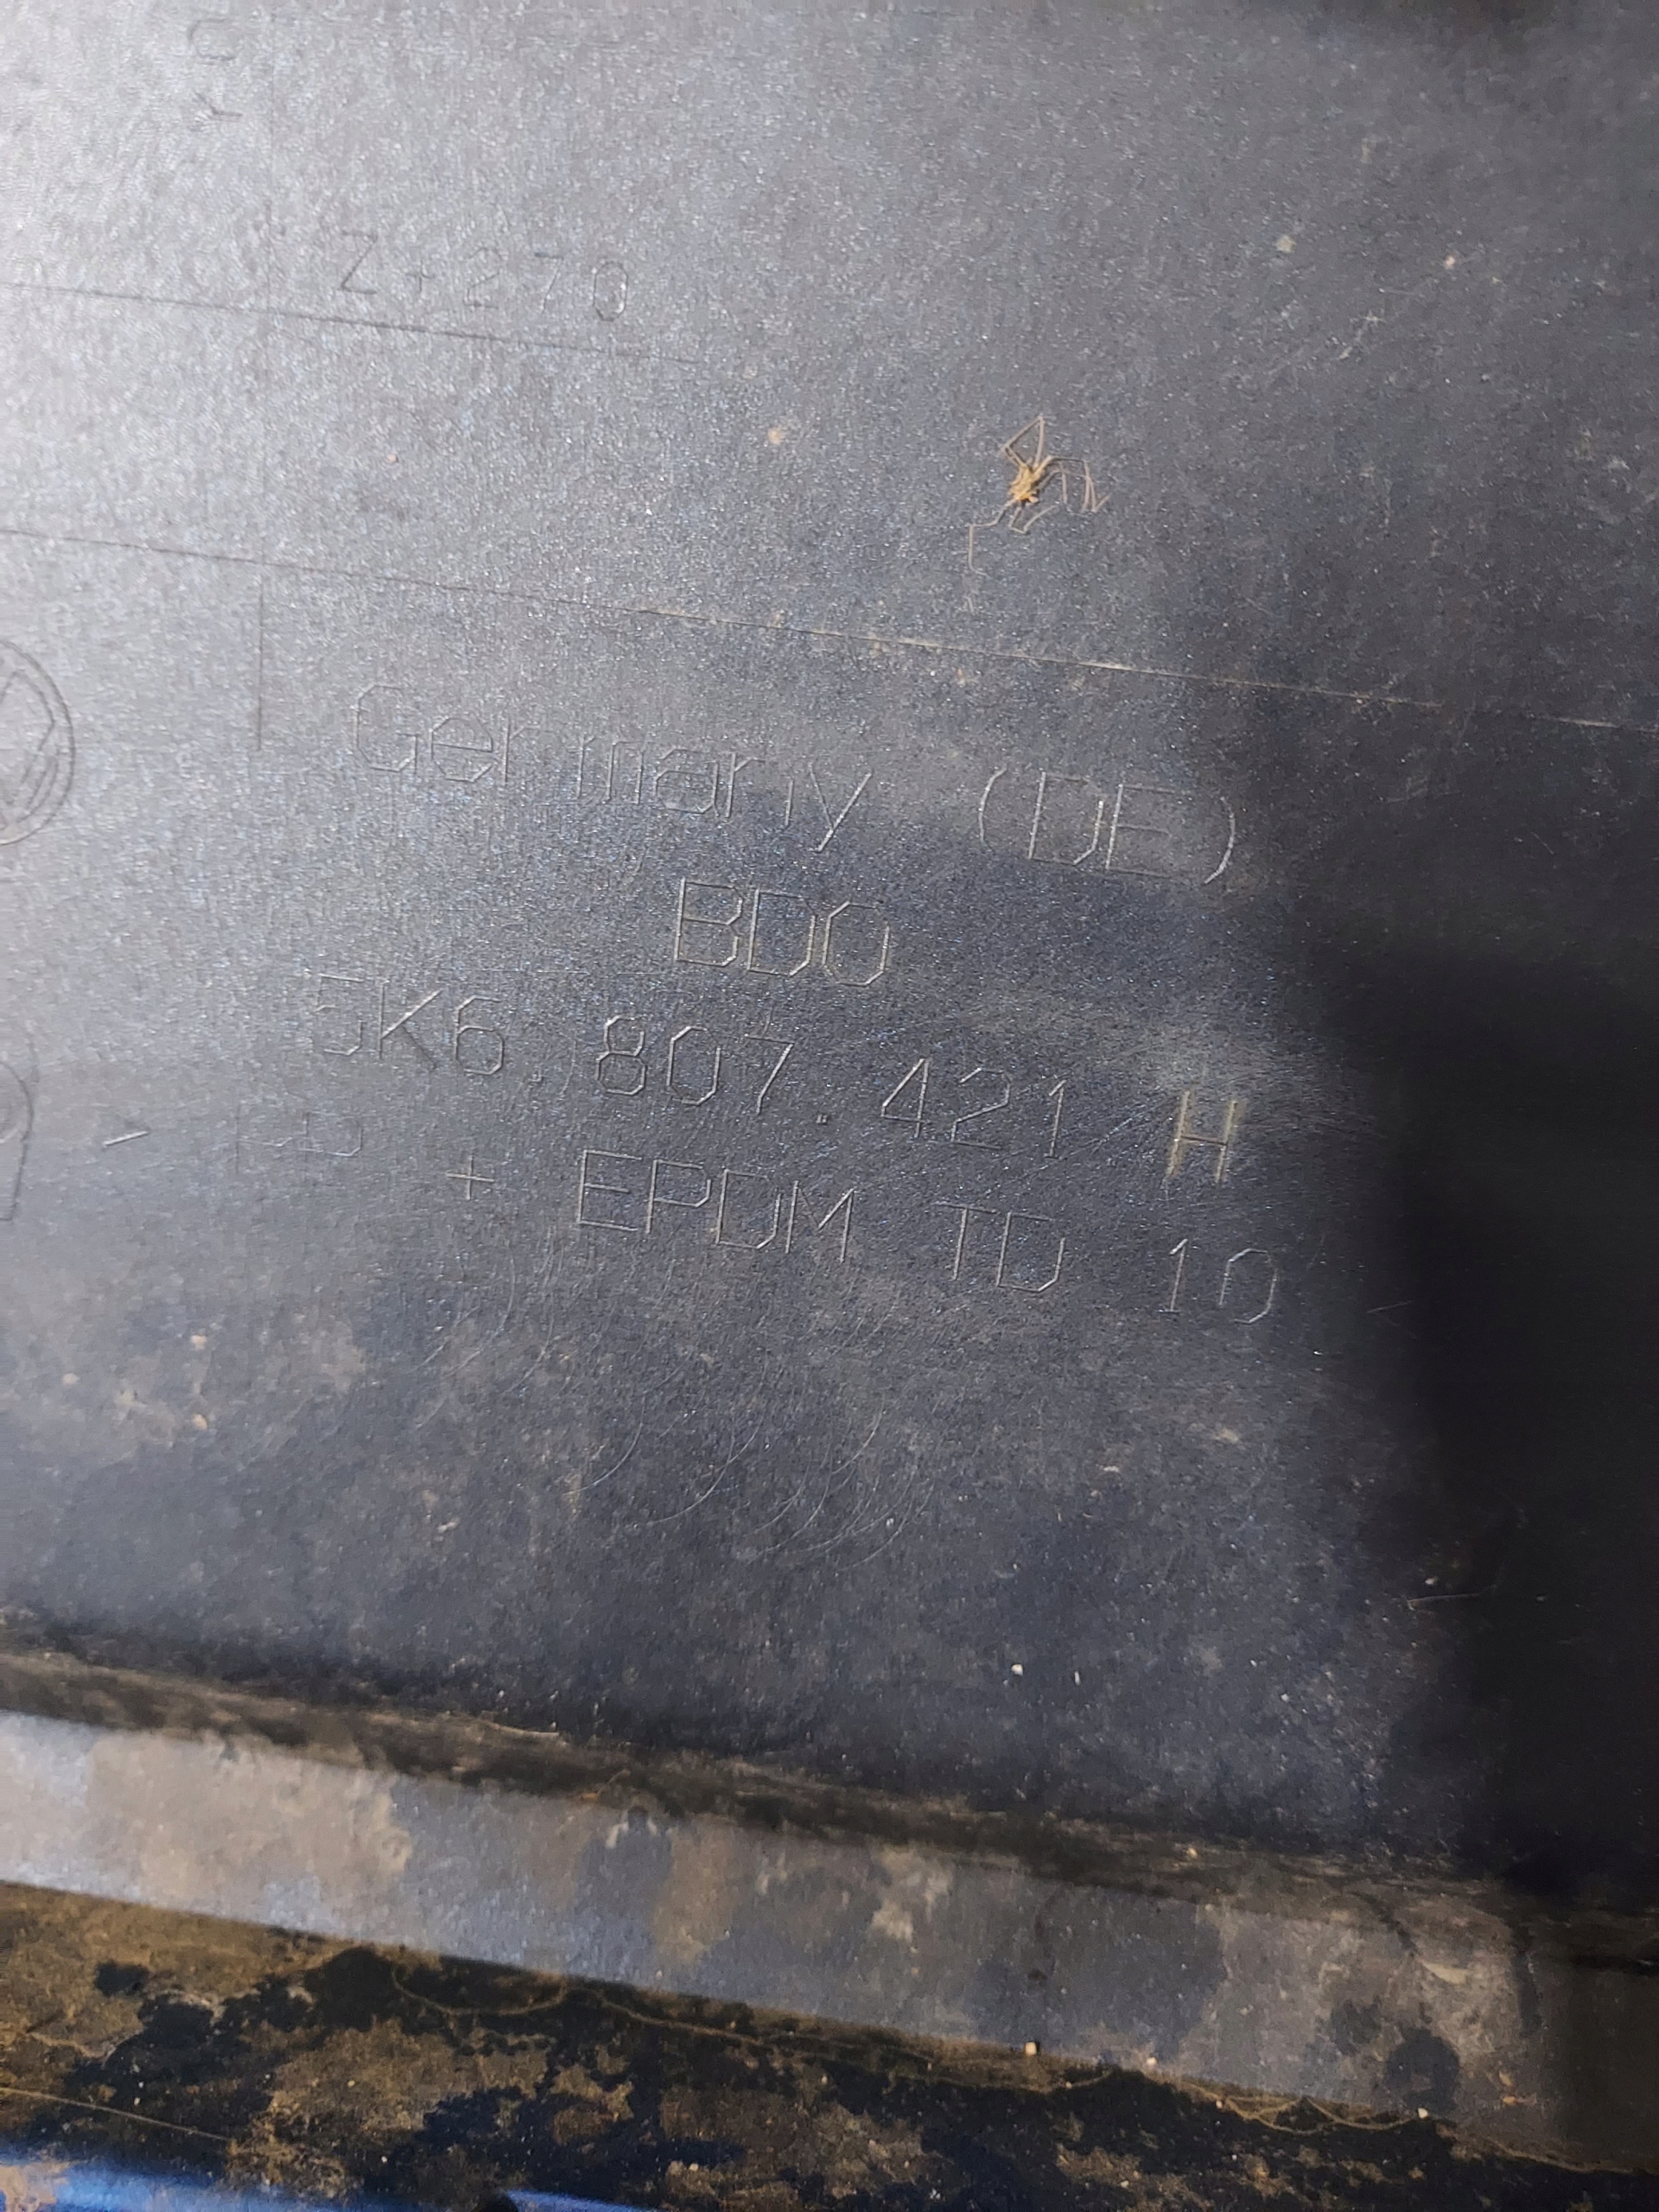 Z+270
Germany (DE)
BDO
5K6.807.421 H
+ EPDM TD 10